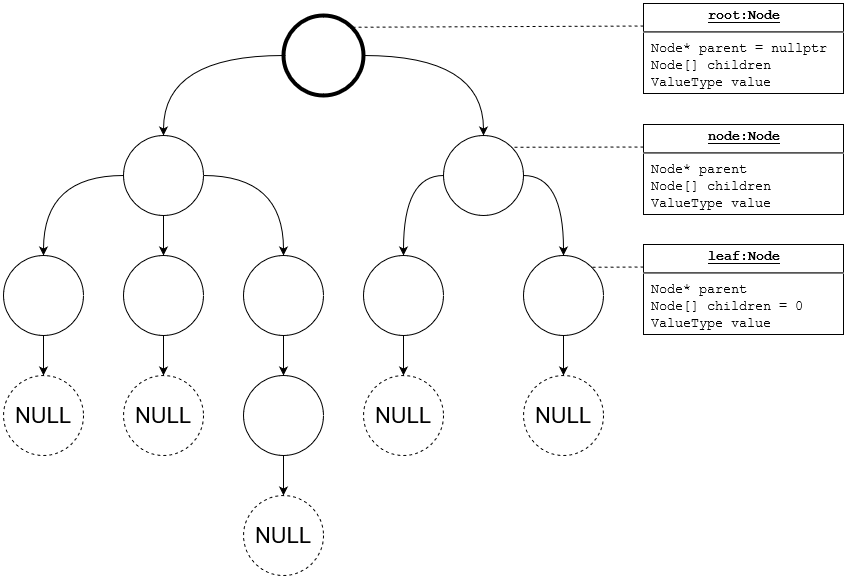 root:Node
Node* parent = nullptr
Node[] children
ValueType value
node:Node
Node* parent
Node[] children
ValueType value
leaf:Node
Node* parent
Node[] children = 0
ValueType value
NULL
NULL
NULL
NULL
NULL